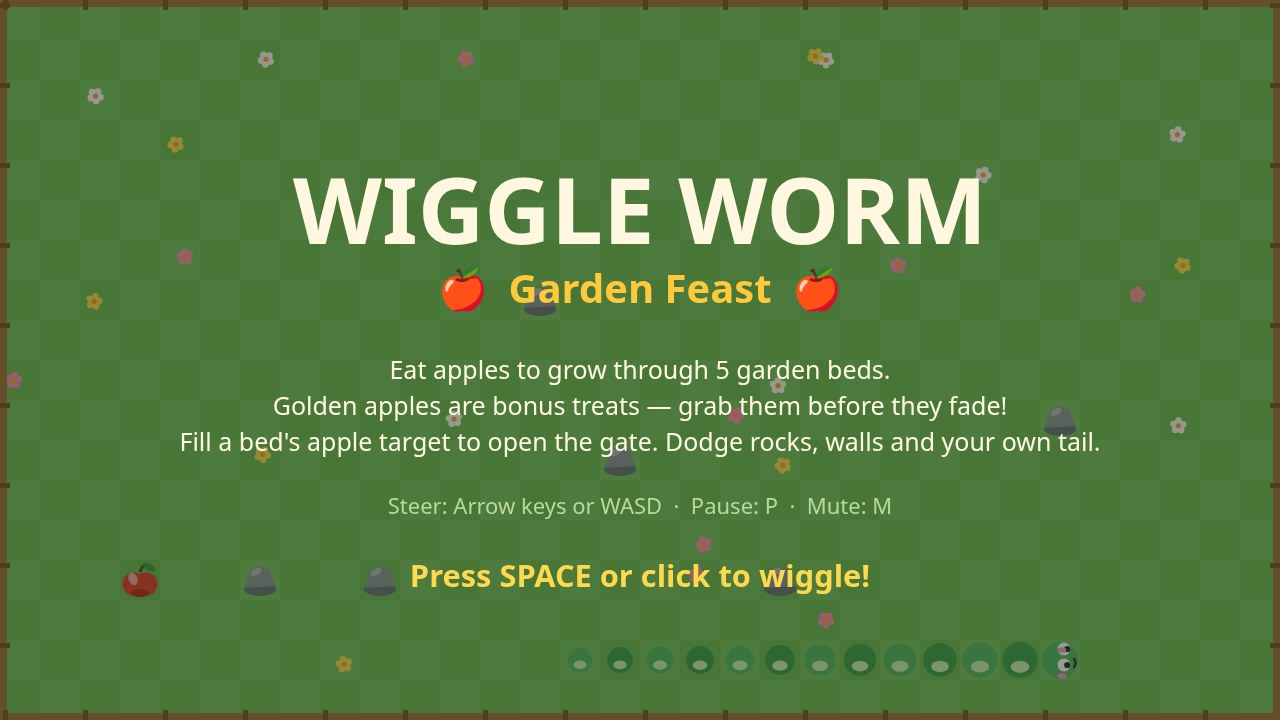 WIGGLE WORM
Garden Feast
Eat apples to grow through 5 garden beds.
Golden apples are bonus treats — grab them before they fade!
Fill a bed's apple target to open the gate. Dodge rocks, walls and your own tail.
Steer: Arrow keys or WASD · Pause: P · Mute: M
Press SPACE or click to wiggle!